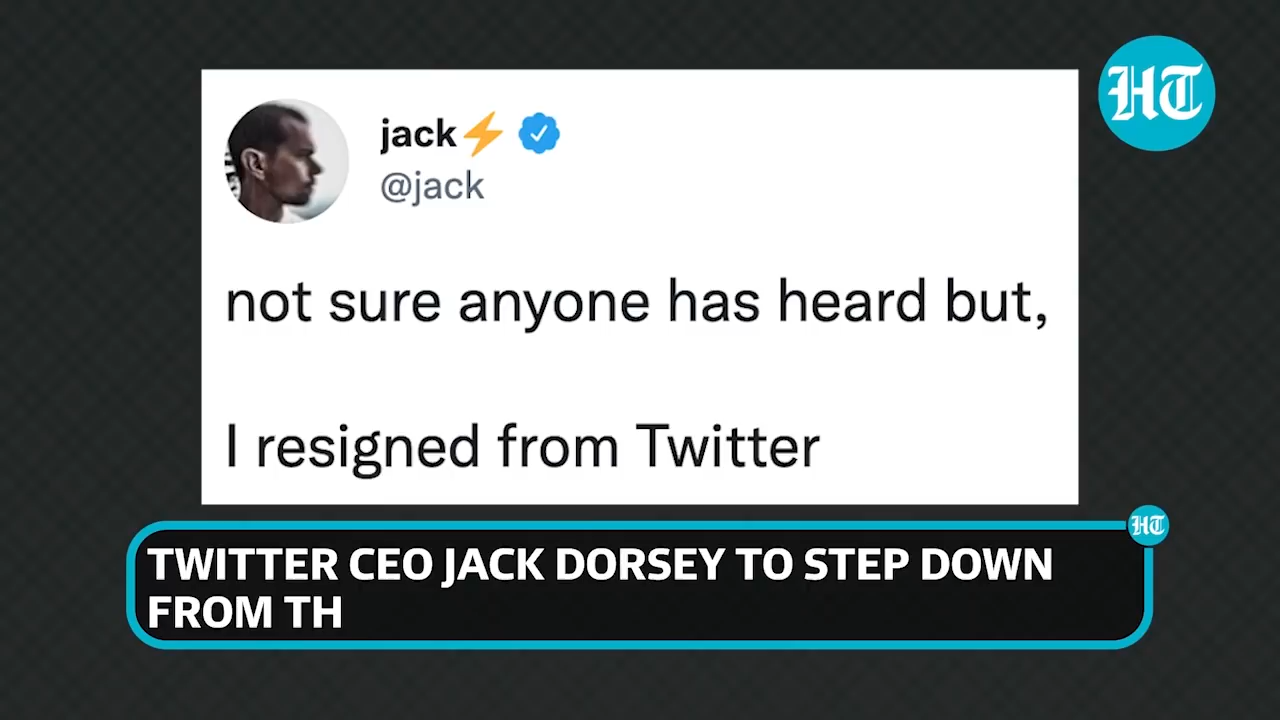 HT
jack⚡
@jack
not sure anyone has heard but,
I resigned from Twitter
HT
TWITTER CEO JACK DORSEY TO STEP DOWN
FROM TH